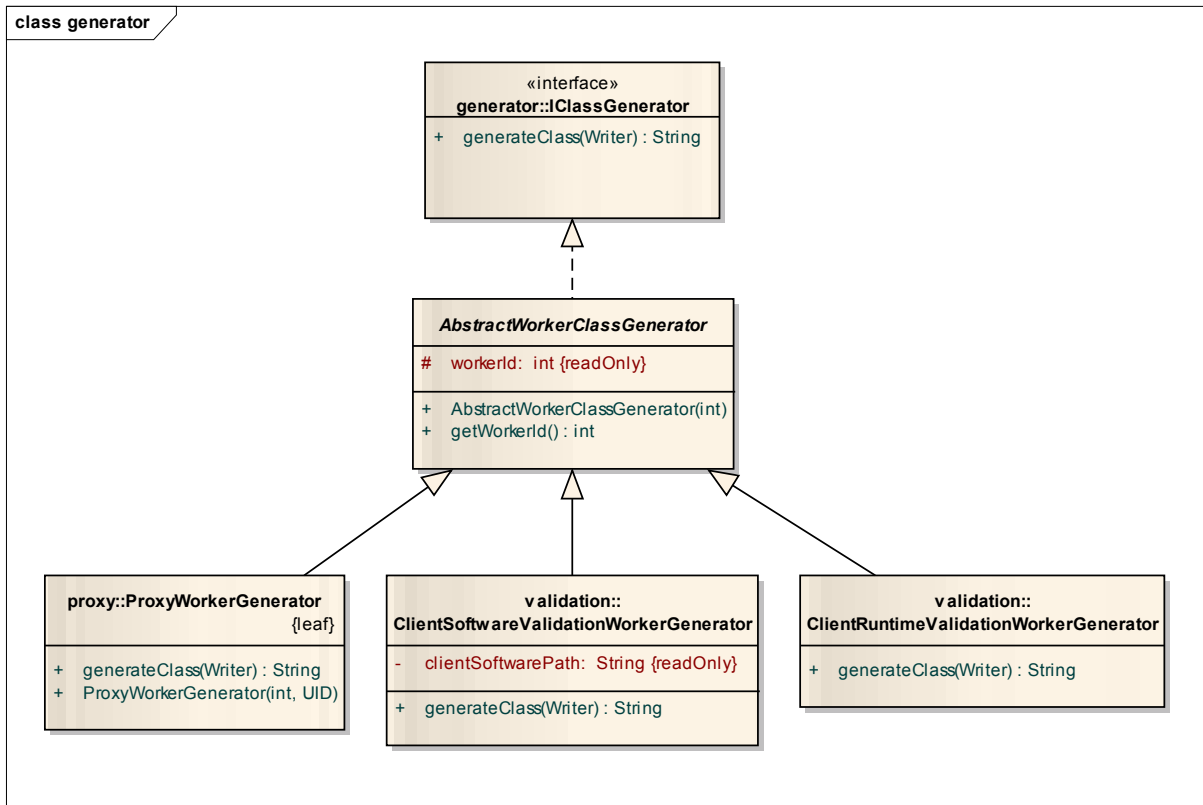 class generator
«interface»
generator::IClassGenerator
+ generateClass(Writer) : String
AbstractWorkerClassGenerator
# workerId: int {readOnly}
+ AbstractWorkerClassGenerator(int)
+ getWorkerId() : int
proxy::ProxyWorkerGenerator
{leaf}
+ generateClass(Writer) : String
+ ProxyWorkerGenerator(int, UID)
validation::
ClientSoftwareValidationWorkerGenerator
- clientSoftwarePath: String {readOnly}
+ generateClass(Writer) : String
validation::
ClientRuntimeValidationWorkerGenerator
+ generateClass(Writer) : String